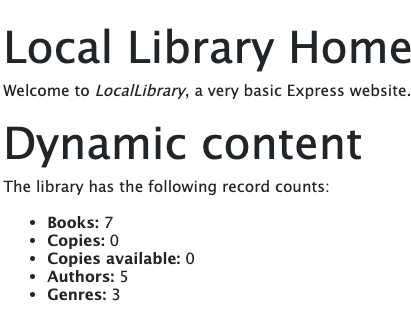 Local Library Home
Welcome to LocalLibrary, a very basic Express website.
Dynamic content
The library has the following record counts:
• Books: 7
• Copies: 0
• Copies available: 0
• Authors: 5
• Genres: 3